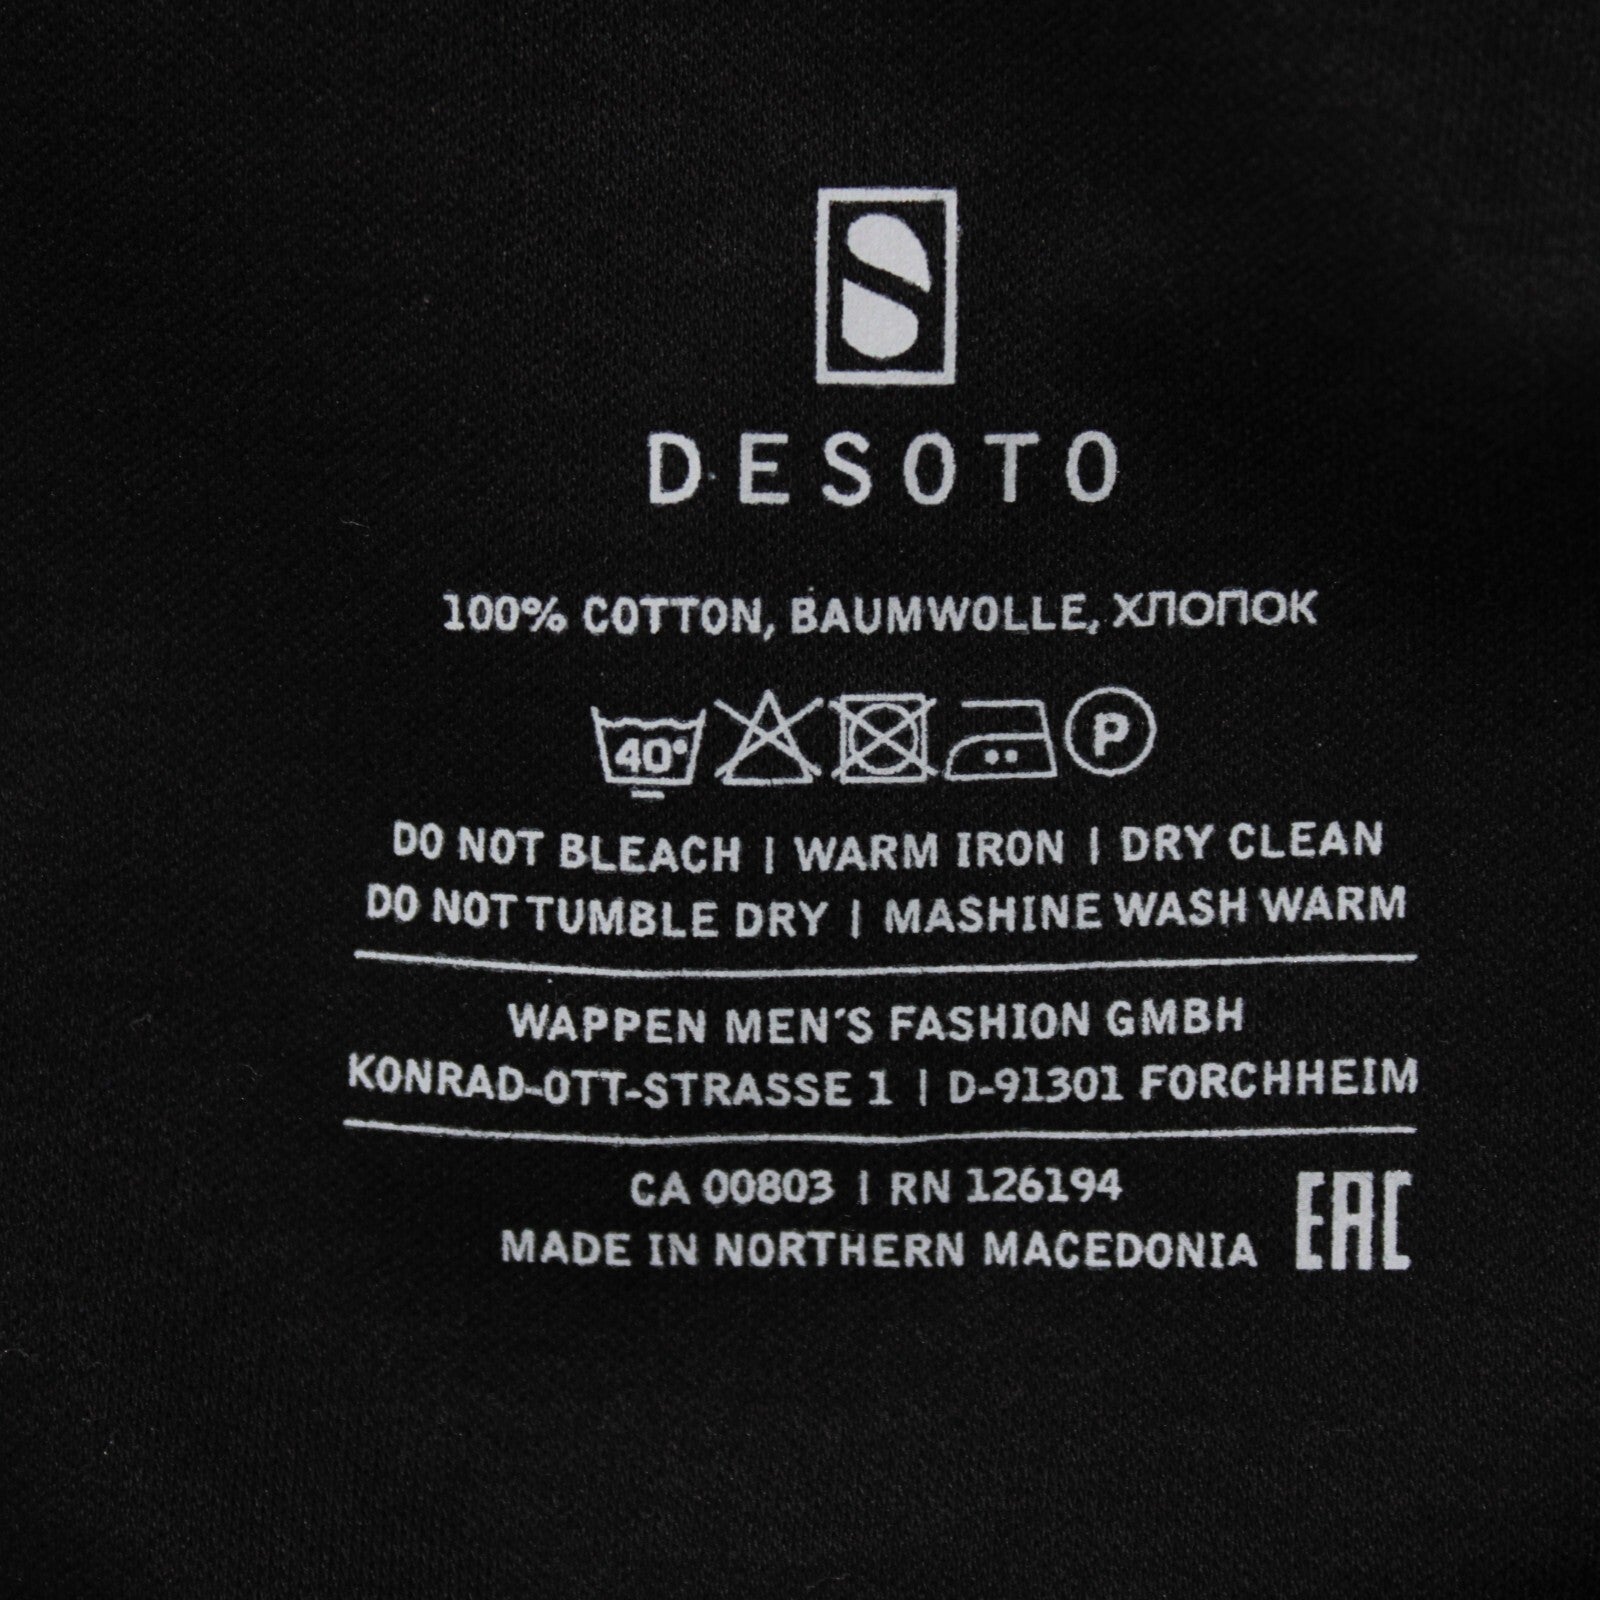 S
DESOTO
100% COTTON, BAUMWOLLE, ХЛОПОК
40° P
DO NOT BLEACH | WARM IRON | DRY CLEAN
DO NOT TUMBLE DRY | MASHINE WASH WARM
WAPPEN MEN'S FASHION GMBH
KONRAD-OTT-STRASSE 1 | D-91301 FORCHHEIM
CA 00803 | RN 126194
MADE IN NORTHERN MACEDONIA EAC